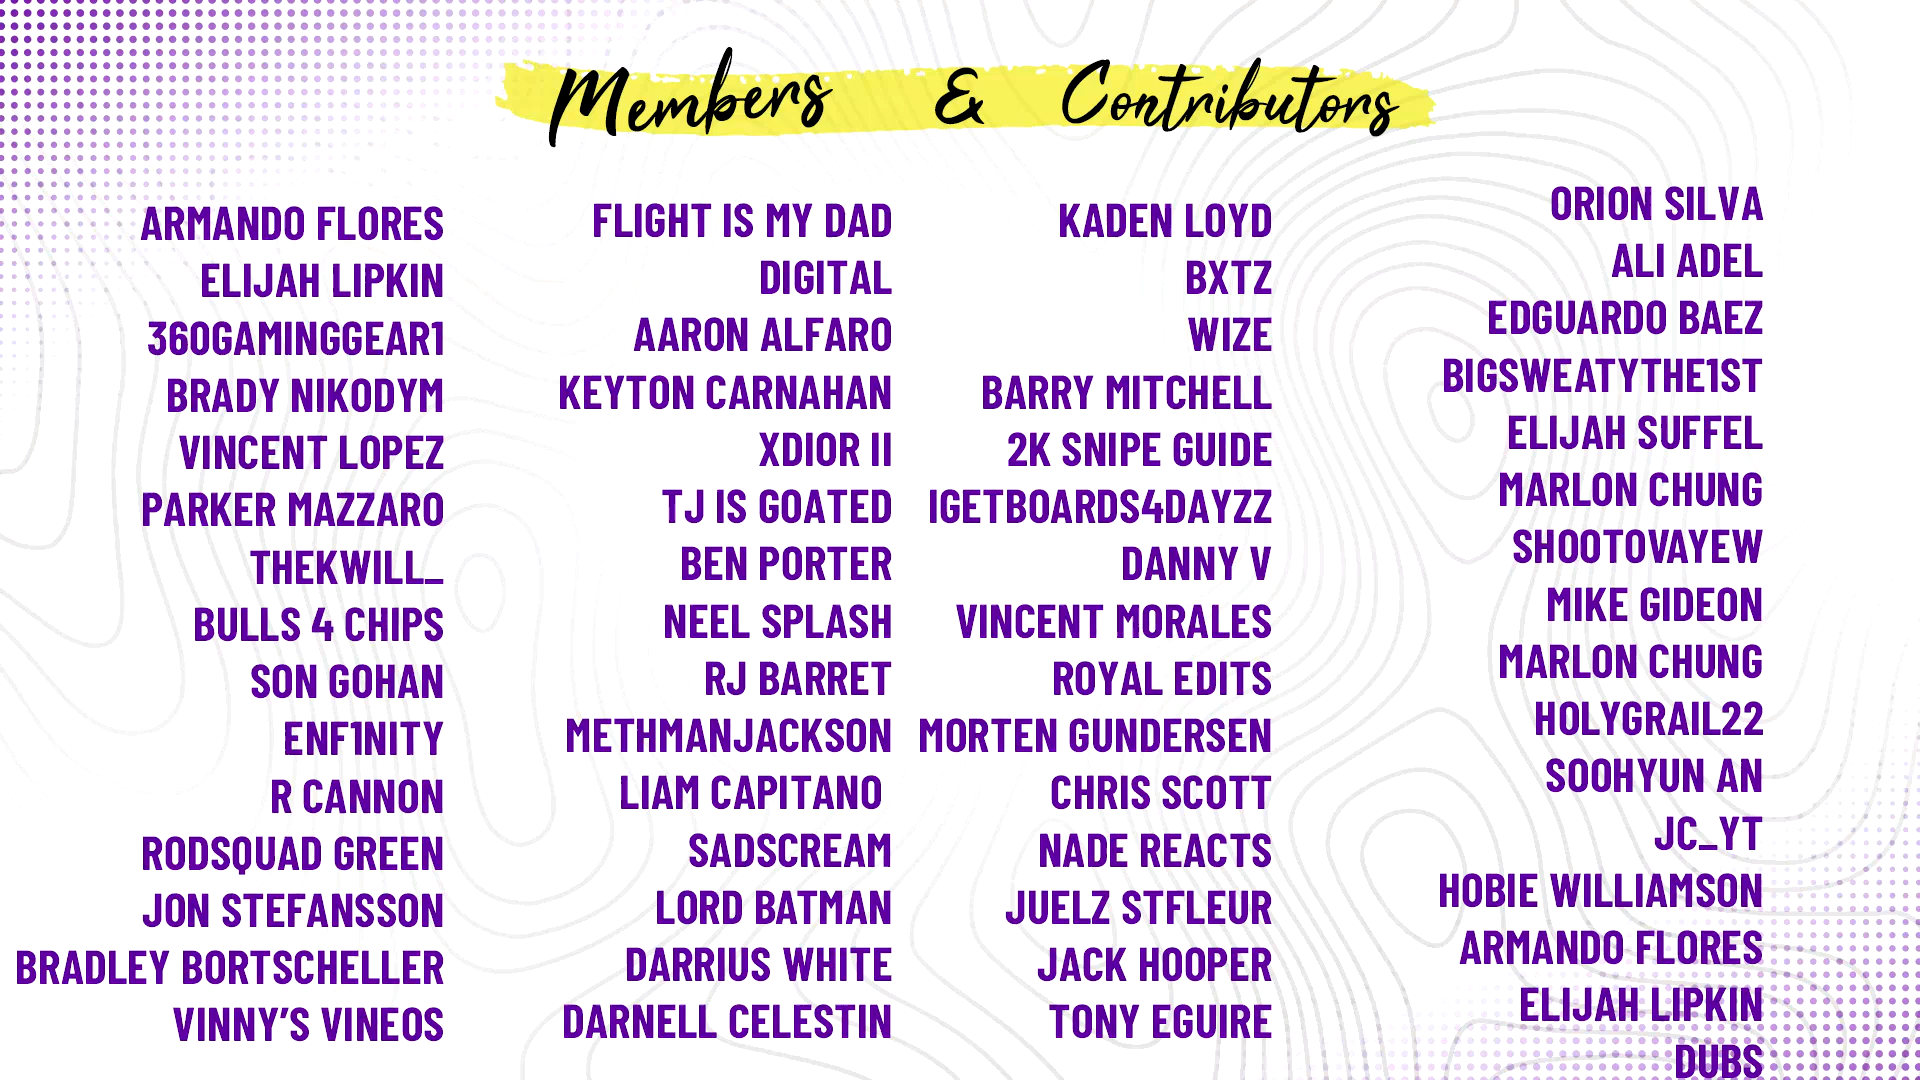 Members & Contributors
ARMANDO FLORES
ELIJAH LIPKIN
360GAMINGGEAR1
BRADY NIKODYM
VINCENT LOPEZ
PARKER MAZZARO
THEKWILL_
BULLS 4 CHIPS
SON GOHAN
ENF1NITY
R CANNON
RODSQUAD GREEN
JON STEFANSSON
BRADLEY BORTSCHELLER
VINNY'S VINEOS
FLIGHT IS MY DAD
DIGITAL
AARON ALFARO
KEYTON CARNAHAN
XDIOR II
TJ IS GOATED
BEN PORTER
NEEL SPLASH
RJ BARRET
METHMANJACKSON
LIAM CAPITANO
SADSCREAM
LORD BATMAN
DARRIUS WHITE
DARNELL CELESTIN
KADEN LOYD
BXTZ
WIZE
BARRY MITCHELL
2K SNIPE GUIDE
IGETBOARDS4DAYZZ
DANNY V
VINCENT MORALES
ROYAL EDITS
MORTEN GUNDERSEN
CHRIS SCOTT
NADE REACTS
JUELZ STFLEUR
JACK HOOPER
TONY EGUIRE
ORION SILVA
ALI ADEL
EDGUARDO BAEZ
BIGSWEATYTHE1ST
ELIJAH SUFFEL
MARLON CHUNG
SHOOTOVAYEW
MIKE GIDEON
MARLON CHUNG
HOLYGRAIL22
SOOHYUN AN
JC_YT
HOBIE WILLIAMSON
ARMANDO FLORES
ELIJAH LIPKIN
DUBS